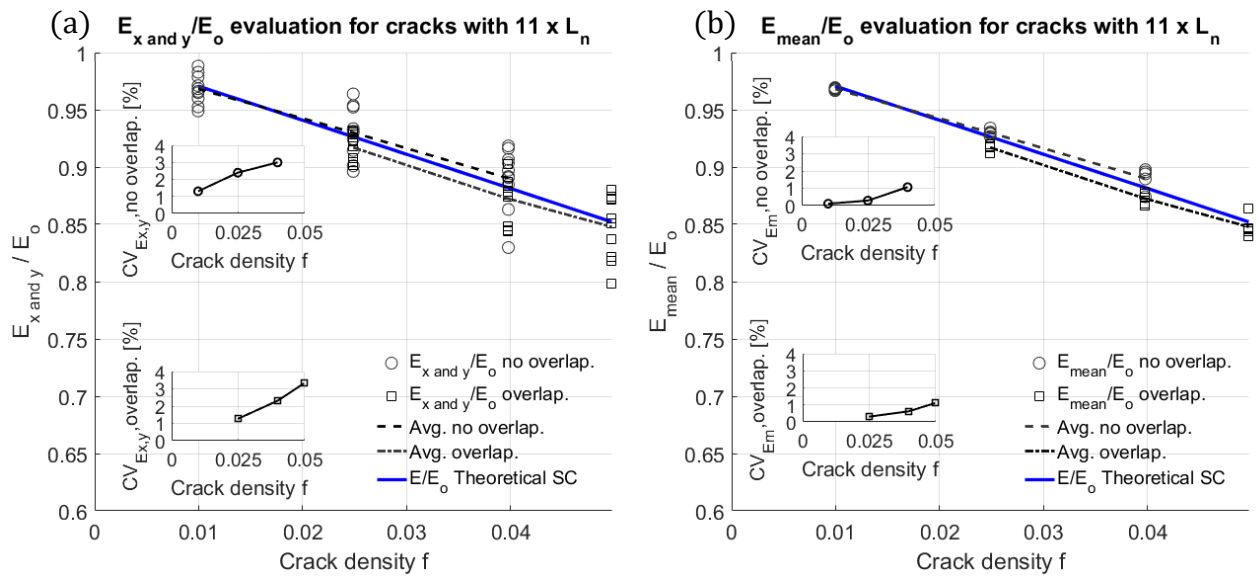 (a) E_x and y/E_o evaluation for cracks with 11 x L_n
1
0.95
0.9
0.85
0.8
0.75
0.7
0.65
0.6
E_x and y / E_o
CV_Ex,y,no overlap. [%]
4
3
2
1
0
0 0.025 0.05
Crack density f
CV_Ex,y,overlap. [%]
4
3
2
1
0
0 0.025 0.05
Crack density f
E_x and y/E_o no overlap.
E_x and y/E_o overlap.
Avg. no overlap.
Avg. overlap.
E/E_o Theoretical SC
0 0.01 0.02 0.03 0.04
Crack density f
(b) E_mean/E_o evaluation for cracks with 11 x L_n
1
0.95
0.9
0.85
0.8
0.75
0.7
0.65
0.6
E_mean / E_o
CV_Em,no overlap. [%]
4
3
2
1
0
0 0.025 0.05
Crack density f
CV_Em,overlap. [%]
4
3
2
1
0
0 0.025 0.05
Crack density f
E_mean/E_o no overlap.
E_mean/E_o overlap.
Avg. no overlap.
Avg. overlap.
E/E_o Theoretical SC
0 0.01 0.02 0.03 0.04
Crack density f